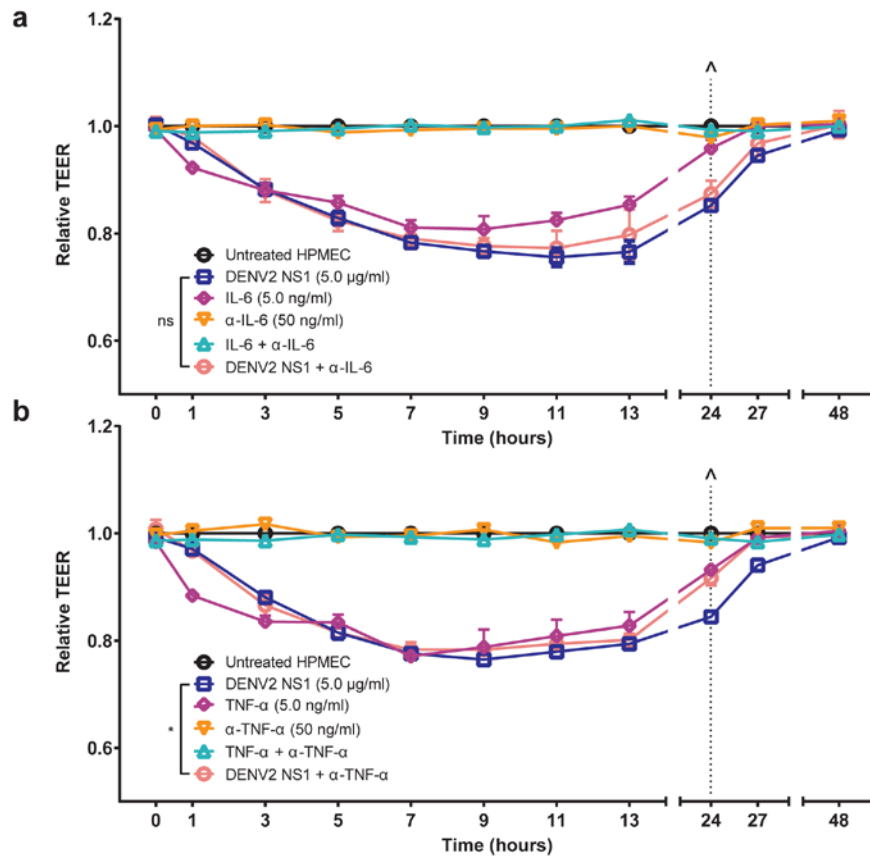 a
1.2
1.0
0.8
0.6
Relative TEER
^
Untreated HPMEC
DENV2 NS1 (5.0 µg/ml)
IL-6 (5.0 ng/ml)
α-IL-6 (50 ng/ml)
IL-6 + α-IL-6
DENV2 NS1 + α-IL-6
ns
0 1 3 5 7 9 11 13 24 27 48
Time (hours)
b
1.2
1.0
0.8
0.6
Relative TEER
^
Untreated HPMEC
DENV2 NS1 (5.0 µg/ml)
TNF-α (5.0 ng/ml)
α-TNF-α (50 ng/ml)
TNF-α + α-TNF-α
DENV2 NS1 + α-TNF-α
*
0 1 3 5 7 9 11 13 24 27 48
Time (hours)